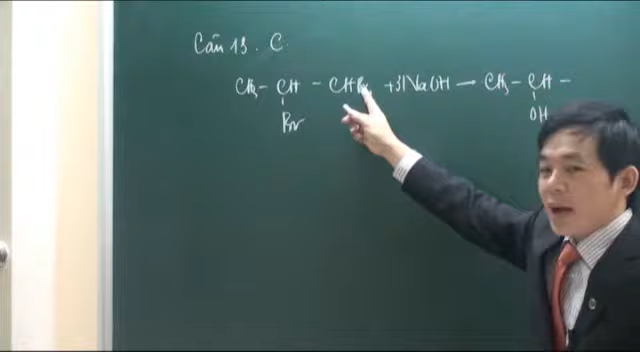 Câu 13. C
CH₃ – CH – CHBr₂ + 3NaOH → CH₃ – CH –
Br OH